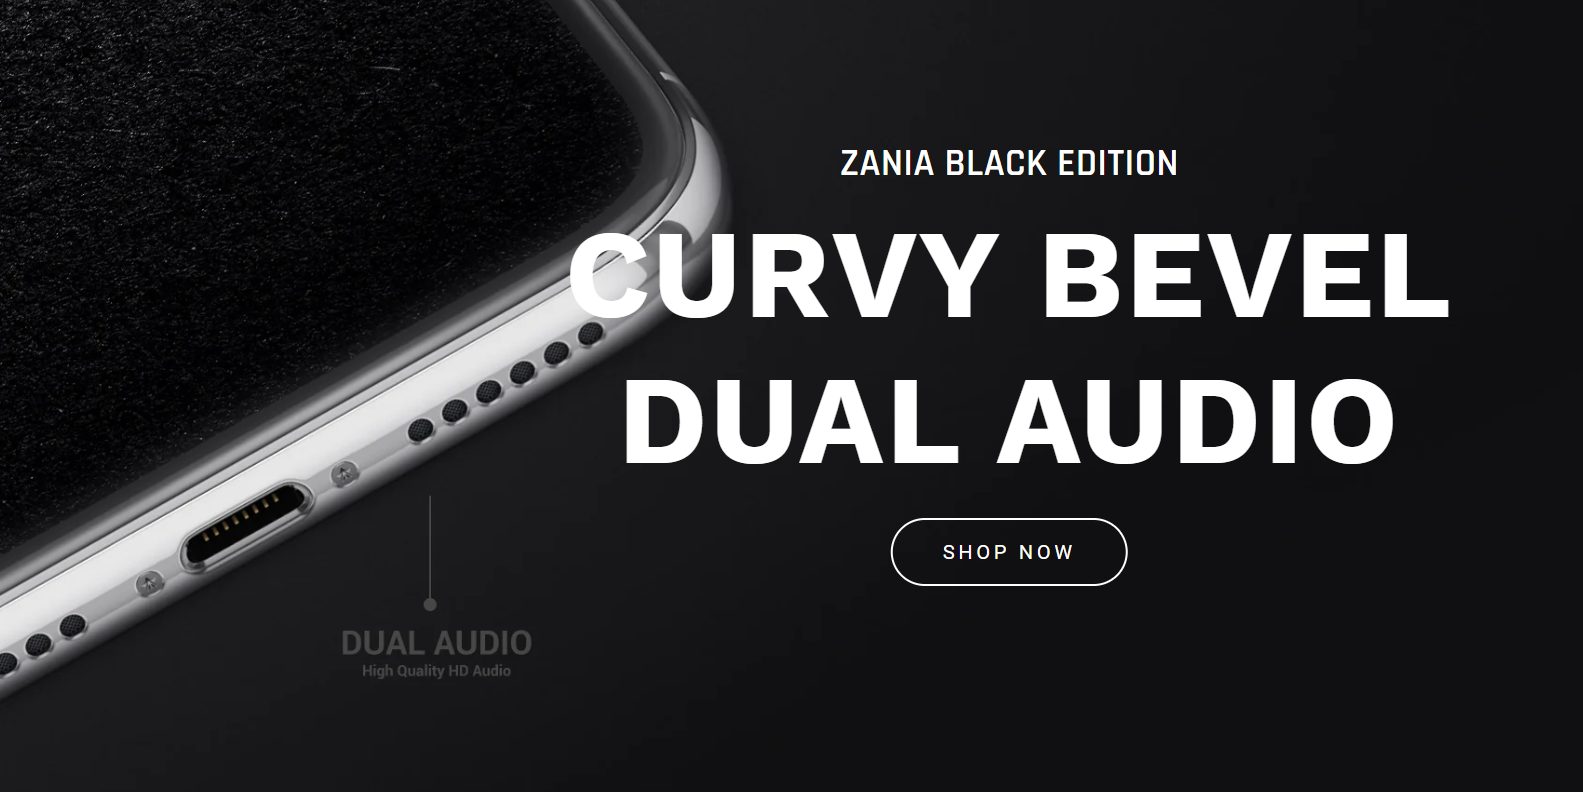 ZANIA BLACK EDITION
CURVY BEVEL
DUAL AUDIO
SHOP NOW
DUAL AUDIO
High Quality HD Audio